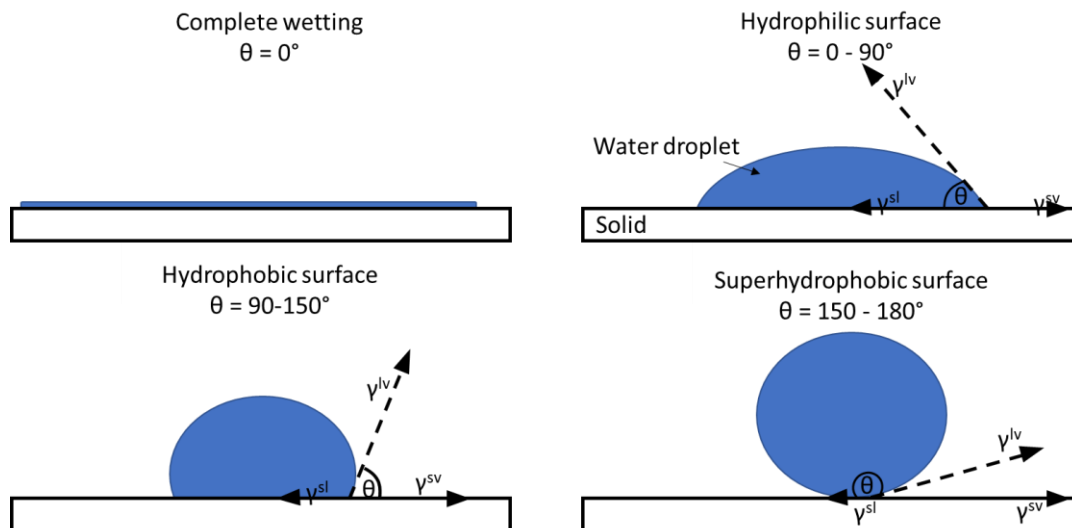 Complete wetting
θ = 0°
Hydrophilic surface
θ = 0 - 90°
γˡᵛ
Water droplet
γˢˡ
θ
γˢᵛ
Solid
Hydrophobic surface
θ = 90-150°
γˡᵛ
γˢˡ
θ
γˢᵛ
Superhydrophobic surface
θ = 150 - 180°
γˡᵛ
θ
γˢˡ
γˢᵛ